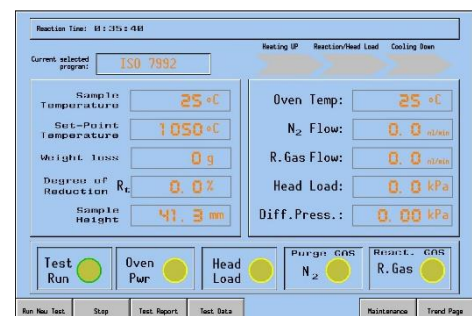 Reaction Time: 0:35:40
Heating UP Reaction/Head Load Cooling Down
Current selected program: ISO 7992
Sample Temperature 25 °C
Set-Point Temperature 1050 °C
Weight loss 0 g
Degree of Reduction Rt 0.0 %
Sample Height 41.3 mm
Oven Temp: 25 °C
N₂ Flow: 0.0 nl/min
R.Gas Flow: 0.0 nl/min
Head Load: 0.0 kPa
Diff.Press.: 0.00 kPa
Test Run
Oven Pwr
Head Load
Purge GAS N₂
React. GAS R.Gas
Run New Test Stop Test Report Test Data Maintenance Trend Page